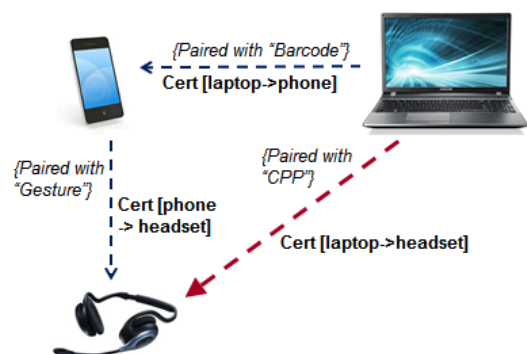 {Paired with “Barcode”}
Cert [laptop->phone]
{Paired with
“Gesture”}
Cert [phone
-> headset]
{Paired with
“CPP”}
Cert [laptop->headset]